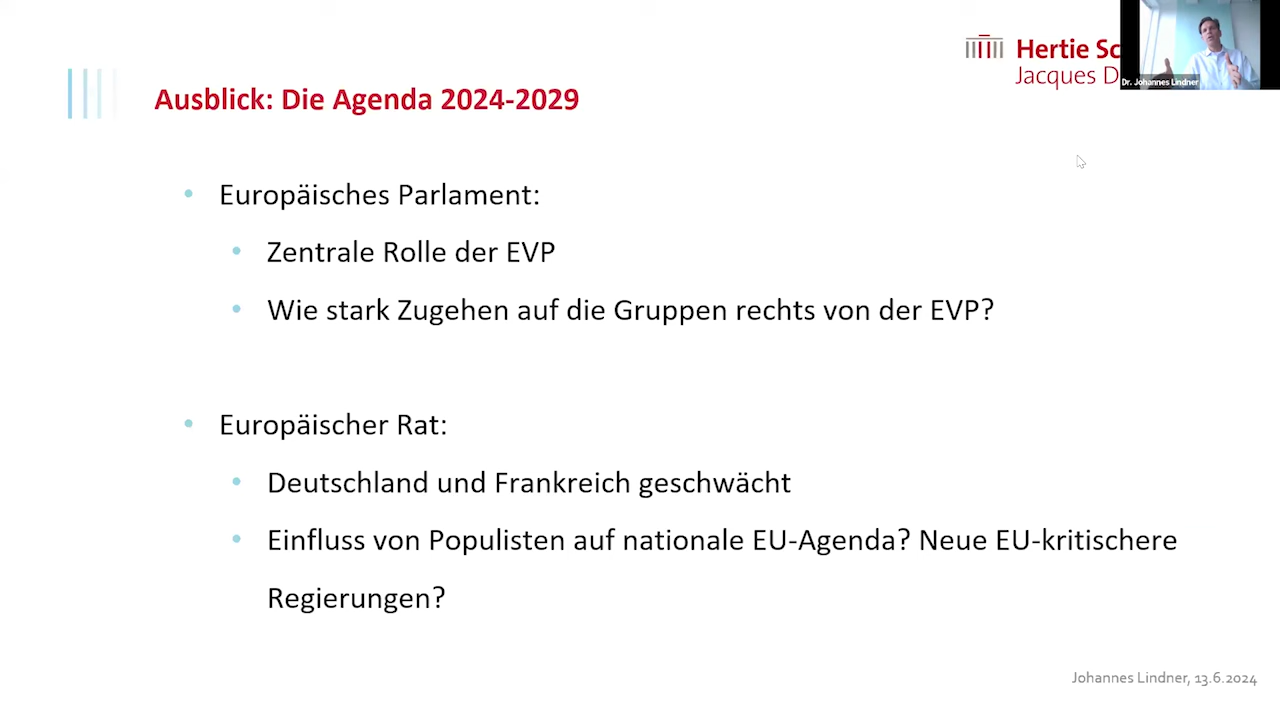 Hertie
Jacques
Dr. Johannes Lindner
Ausblick: Die Agenda 2024-2029
• Europäisches Parlament:
• Zentrale Rolle der EVP
• Wie stark Zugehen auf die Gruppen rechts von der EVP?
• Europäischer Rat:
• Deutschland und Frankreich geschwächt
• Einfluss von Populisten auf nationale EU-Agenda? Neue EU-kritischere
Regierungen?
Johannes Lindner, 13.6.2024